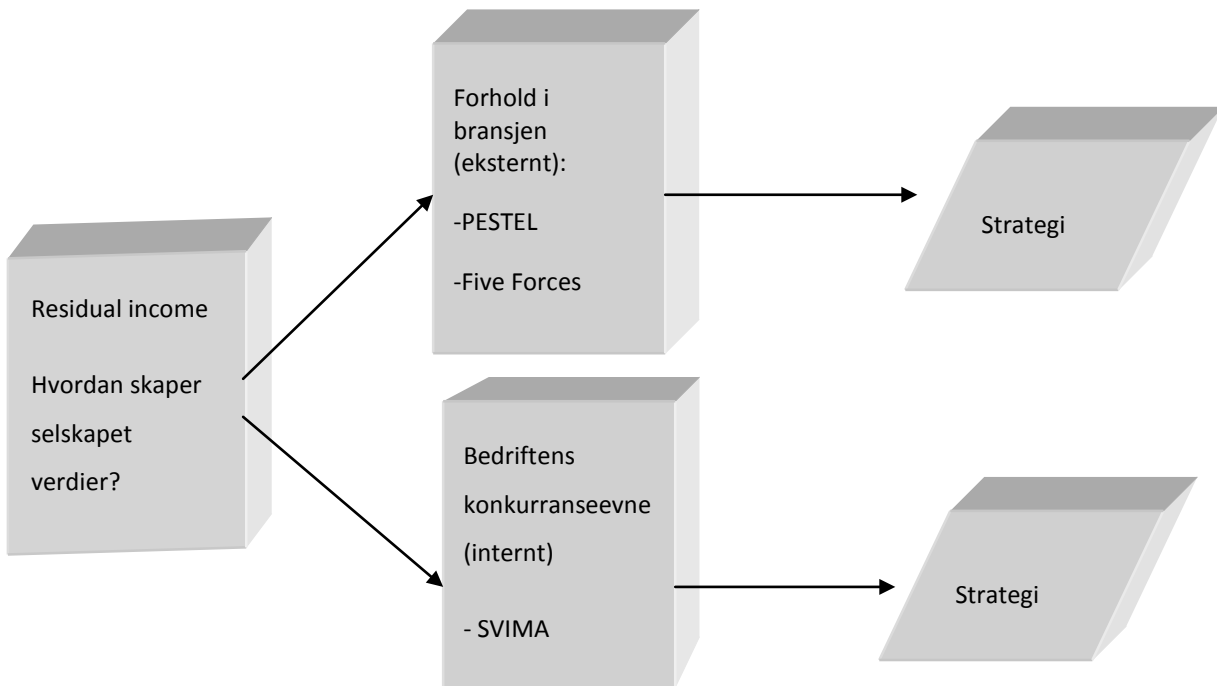 Residual income
Hvordan skaper
selskapet
verdier?
Forhold i
bransjen
(eksternt):
-PESTEL
-Five Forces
Strategi
Bedriftens
konkurranseevne
(internt)
- SVIMA
Strategi